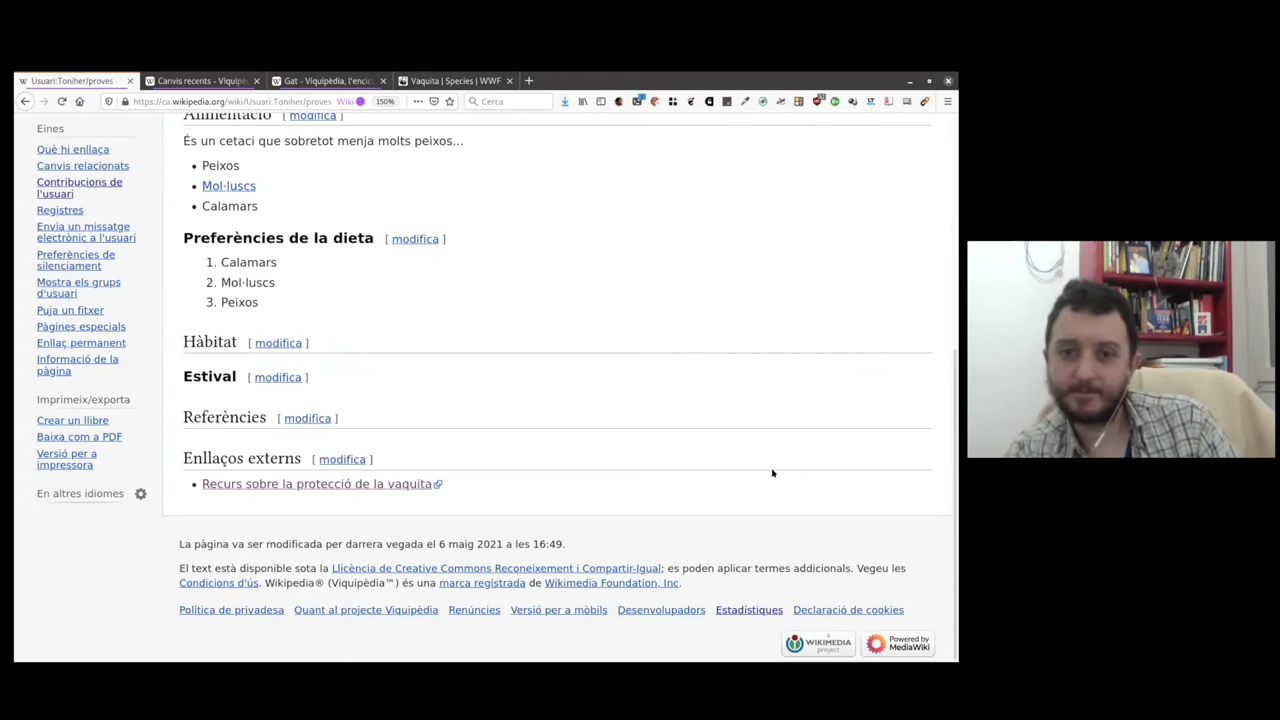 Usuari:Toniher/proves -
Canvis recents - Viquipè
Gat - Viquipèdia, l'encic
Vaquita | Species | WWF
https://ca.wikipedia.org/wiki/Usuari:Toniher/proves
Wiki
150%
Cerca
Eines
Què hi enllaça
Canvis relacionats
Contribucions de
l'usuari
Registres
Envia un missatge
electrònic a l'usuari
Preferències de
silenciament
Mostra els grups
d'usuari
Puja un fitxer
Pàgines especials
Enllaç permanent
Informació de la
pàgina
Imprimeix/exporta
Crear un llibre
Baixa com a PDF
Versió per a
impressora
En altres idiomes
Alimentació [ modifica ]
És un cetaci que sobretot menja molts peixos...
• Peixos
• Mol·luscs
• Calamars
Preferències de la dieta [ modifica ]
1. Calamars
2. Mol·luscs
3. Peixos
Hàbitat [ modifica ]
Estival [ modifica ]
Referències [ modifica ]
Enllaços externs [ modifica ]
• Recurs sobre la protecció de la vaquita
La pàgina va ser modificada per darrera vegada el 6 maig 2021 a les 16:49.
El text està disponible sota la Llicència de Creative Commons Reconeixement i Compartir-Igual; es poden aplicar termes addicionals. Vegeu les
Condicions d'ús. Wikipedia® (Viquipèdia™) és una marca registrada de Wikimedia Foundation, Inc.
Política de privadesa Quant al projecte Viquipèdia Renúncies Versió per a mòbils Desenvolupadors Estadístiques Declaració de cookies
a
WIKIMEDIA
project
Powered by
MediaWiki